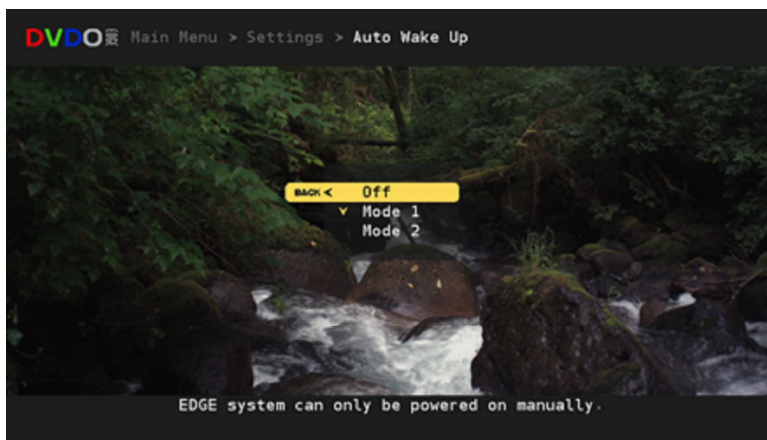 DVDO EDGE Main Menu > Settings > Auto Wake Up
BACK < Off
Mode 1
Mode 2
EDGE system can only be powered on manually.